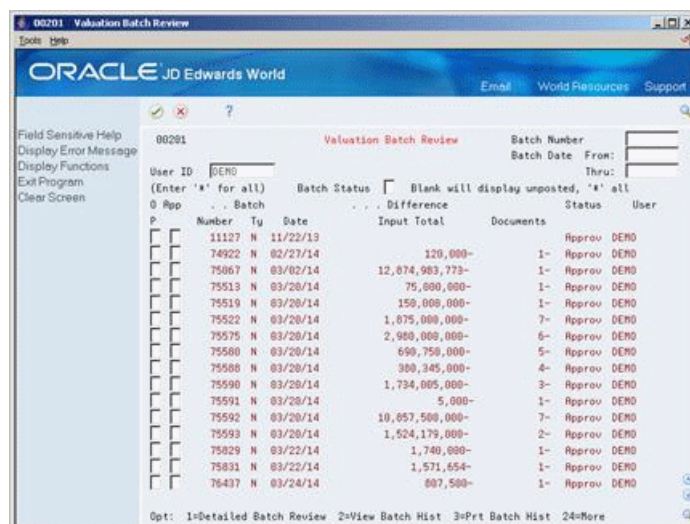 00201 Valuation Batch Review
Tools Help
ORACLE JD Edwards World
Email World Resources Support
?
Field Sensitive Help
Display Error Message
Display Functions
Exit Program
Clear Screen
00201 Valuation Batch Review Batch Number
Batch Date From:
User ID DEMO Thru:
(Enter '*' for all) Batch Status Blank will display unposted, '*' all
O App . . Batch . . . Difference Status User
P Number Ty Date Input Total Documents
11127 N 11/22/13 Approv DEMO
74922 N 02/27/14 120,000- 1- Approv DEMO
75067 N 03/02/14 12,874,983,773- 1- Approv DEMO
75513 N 03/20/14 75,000,000- 1- Approv DEMO
75519 N 03/20/14 150,000,000- 1- Approv DEMO
75522 N 03/20/14 1,875,000,000- 7- Approv DEMO
75575 N 03/20/14 2,980,000,000- 6- Approv DEMO
75580 N 03/20/14 690,750,000- 5- Approv DEMO
75588 N 03/20/14 380,345,000- 4- Approv DEMO
75590 N 03/20/14 1,734,005,000- 3- Approv DEMO
75591 N 03/20/14 5,000- 1- Approv DEMO
75592 N 03/20/14 10,857,500,000- 7- Approv DEMO
75593 N 03/20/14 1,524,179,000- 2- Approv DEMO
75829 N 03/22/14 1,740,000- 1- Approv DEMO
75831 N 03/22/14 1,571,654- 1- Approv DEMO
76437 N 03/24/14 807,500- 1- Approv DEMO
Opt: 1=Detailed Batch Review 2=View Batch Hist 3=Prt Batch Hist 24=More